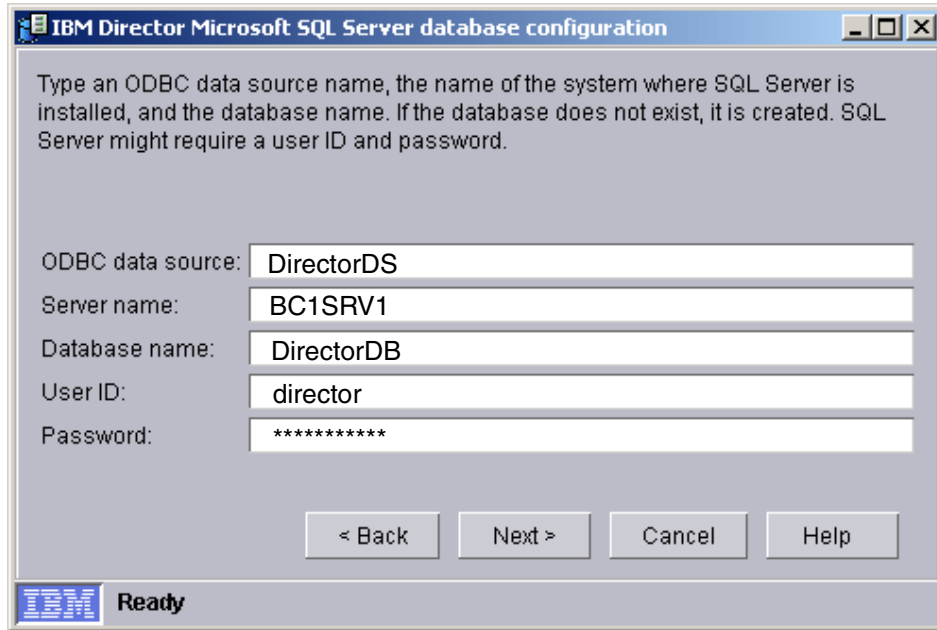 IBM Director Microsoft SQL Server database configuration
Type an ODBC data source name, the name of the system where SQL Server is
installed, and the database name. If the database does not exist, it is created. SQL
Server might require a user ID and password.
ODBC data source: DirectorDS
Server name: BC1SRV1
Database name: DirectorDB
User ID: director
Password: ***********
< Back Next > Cancel Help
IBM Ready